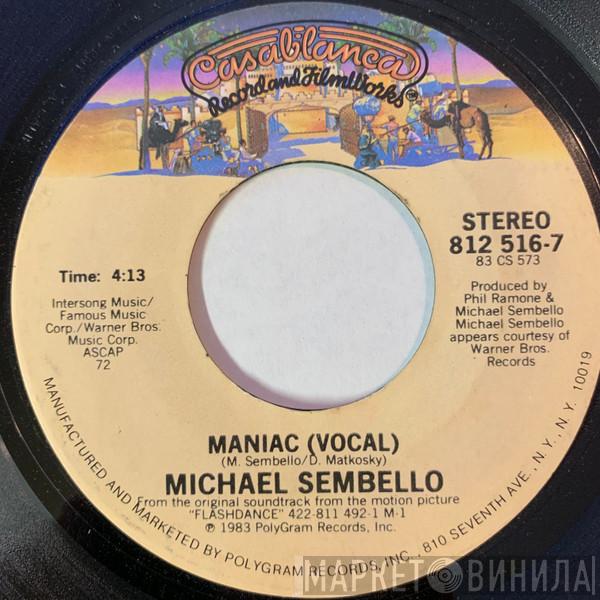 Casablanca
Record and FilmWorks
STEREO
812 516-7
83 CS 573
Time: 4:13
Intersong Music/
Famous Music
Corp./Warner Bros.
Music Corp.
ASCAP
72
Produced by
Phil Ramone &
Michael Sembello
Michael Sembello
appears courtesy of
Warner Bros.
Records
MANIAC (VOCAL)
(M. Sembello/D. Matkosky)
MICHAEL SEMBELLO
From the original soundtrack from the motion picture
"FLASHDANCE" 422-811 492-1 M-1
℗ 1983 PolyGram Records, Inc.
MANUFACTURED AND MARKETED BY POLYGRAM RECORDS, INC., 810 SEVENTH AVE., N.Y., N.Y. 10019
МАРКЕТ ВИНИЛА